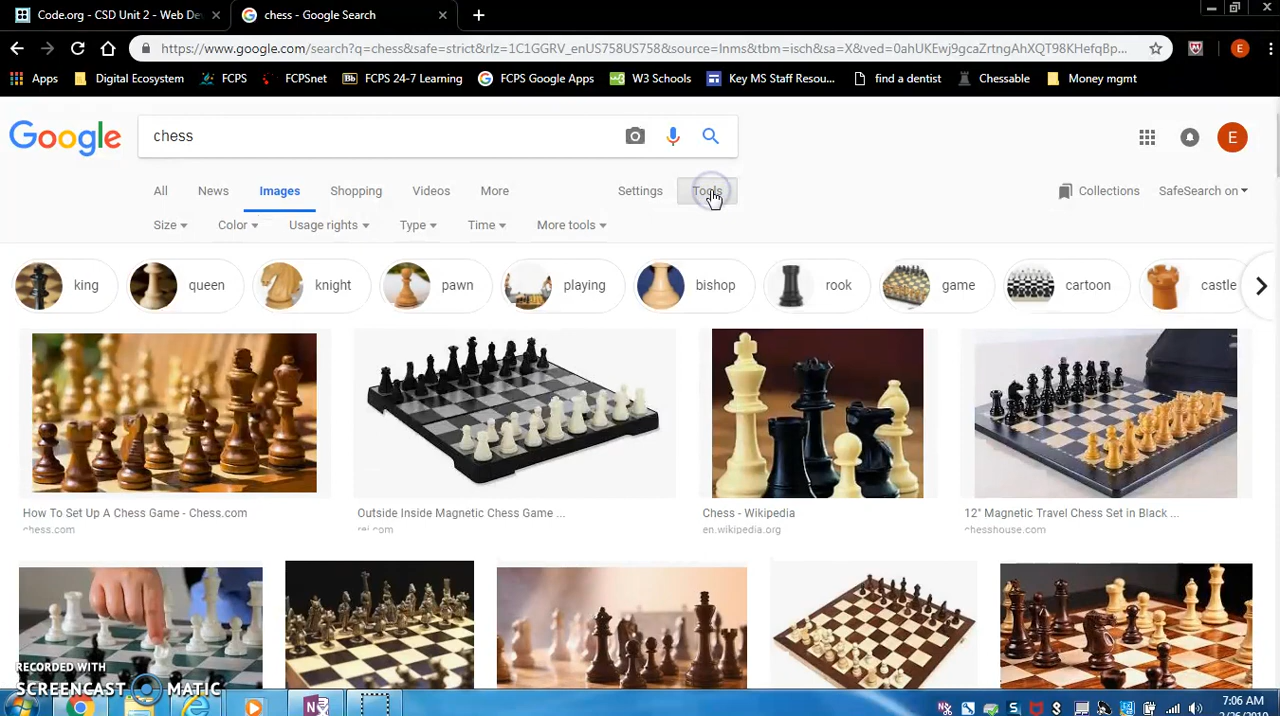 Code.org - CSD Unit 2 - Web De
chess - Google Search
https://www.google.com/search?q=chess&safe=strict&rlz=1C1GGRV_enUS758US758&source=lnms&tbm=isch&sa=X&ved=0ahUKEwj9gcaZrtngAhXQT98KHefqBp...
Apps
Digital Ecosystem
FCPS
FCPSnet
Bb FCPS 24-7 Learning
FCPS Google Apps
W3 Schools
Key MS Staff Resou...
find a dentist
Chessable
Money mgmt
E
Google
chess
E
All
News
Images
Shopping
Videos
More
Settings
Tools
Collections
SafeSearch on
Size
Color
Usage rights
Type
Time
More tools
king
queen
knight
pawn
playing
bishop
rook
game
cartoon
castle
How To Set Up A Chess Game - Chess.com
chess.com
Outside Inside Magnetic Chess Game ...
rei.com
Chess - Wikipedia
en.wikipedia.org
12" Magnetic Travel Chess Set in Black ...
chesshouse.com
RECORDED WITH
SCREENCAST MATIC
7:06 AM